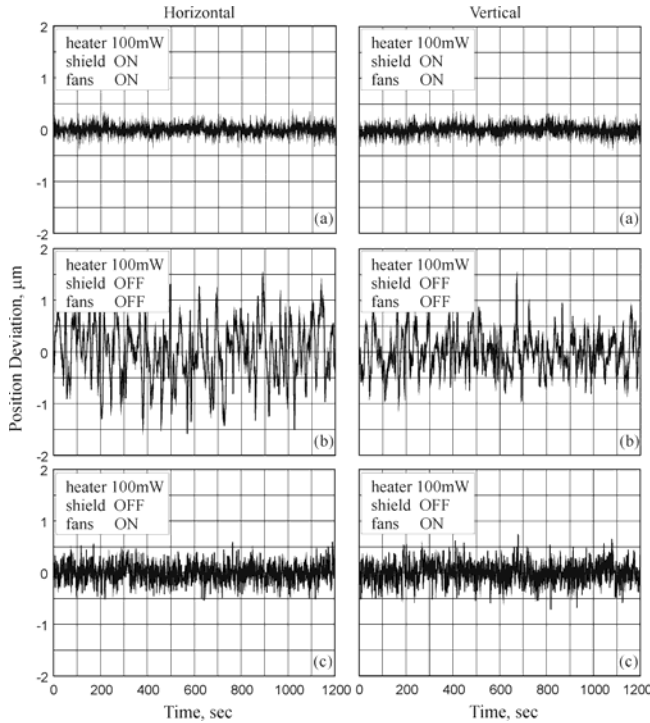 Horizontal
Vertical
2
heater 100mW
shield ON
fans ON
1
0
-1
-2
(a)
heater 100mW
shield ON
fans ON
(a)
Position Deviation, μm
2
heater 100mW
shield OFF
fans OFF
1
0
-1
-2
(b)
heater 100mW
shield OFF
fans OFF
(b)
2
heater 100mW
shield OFF
fans ON
1
0
-1
-2
(c)
heater 100mW
shield OFF
fans ON
(c)
0 200 400 600 800 1000 1200
0 200 400 600 800 1000 1200
Time, sec
Time, sec